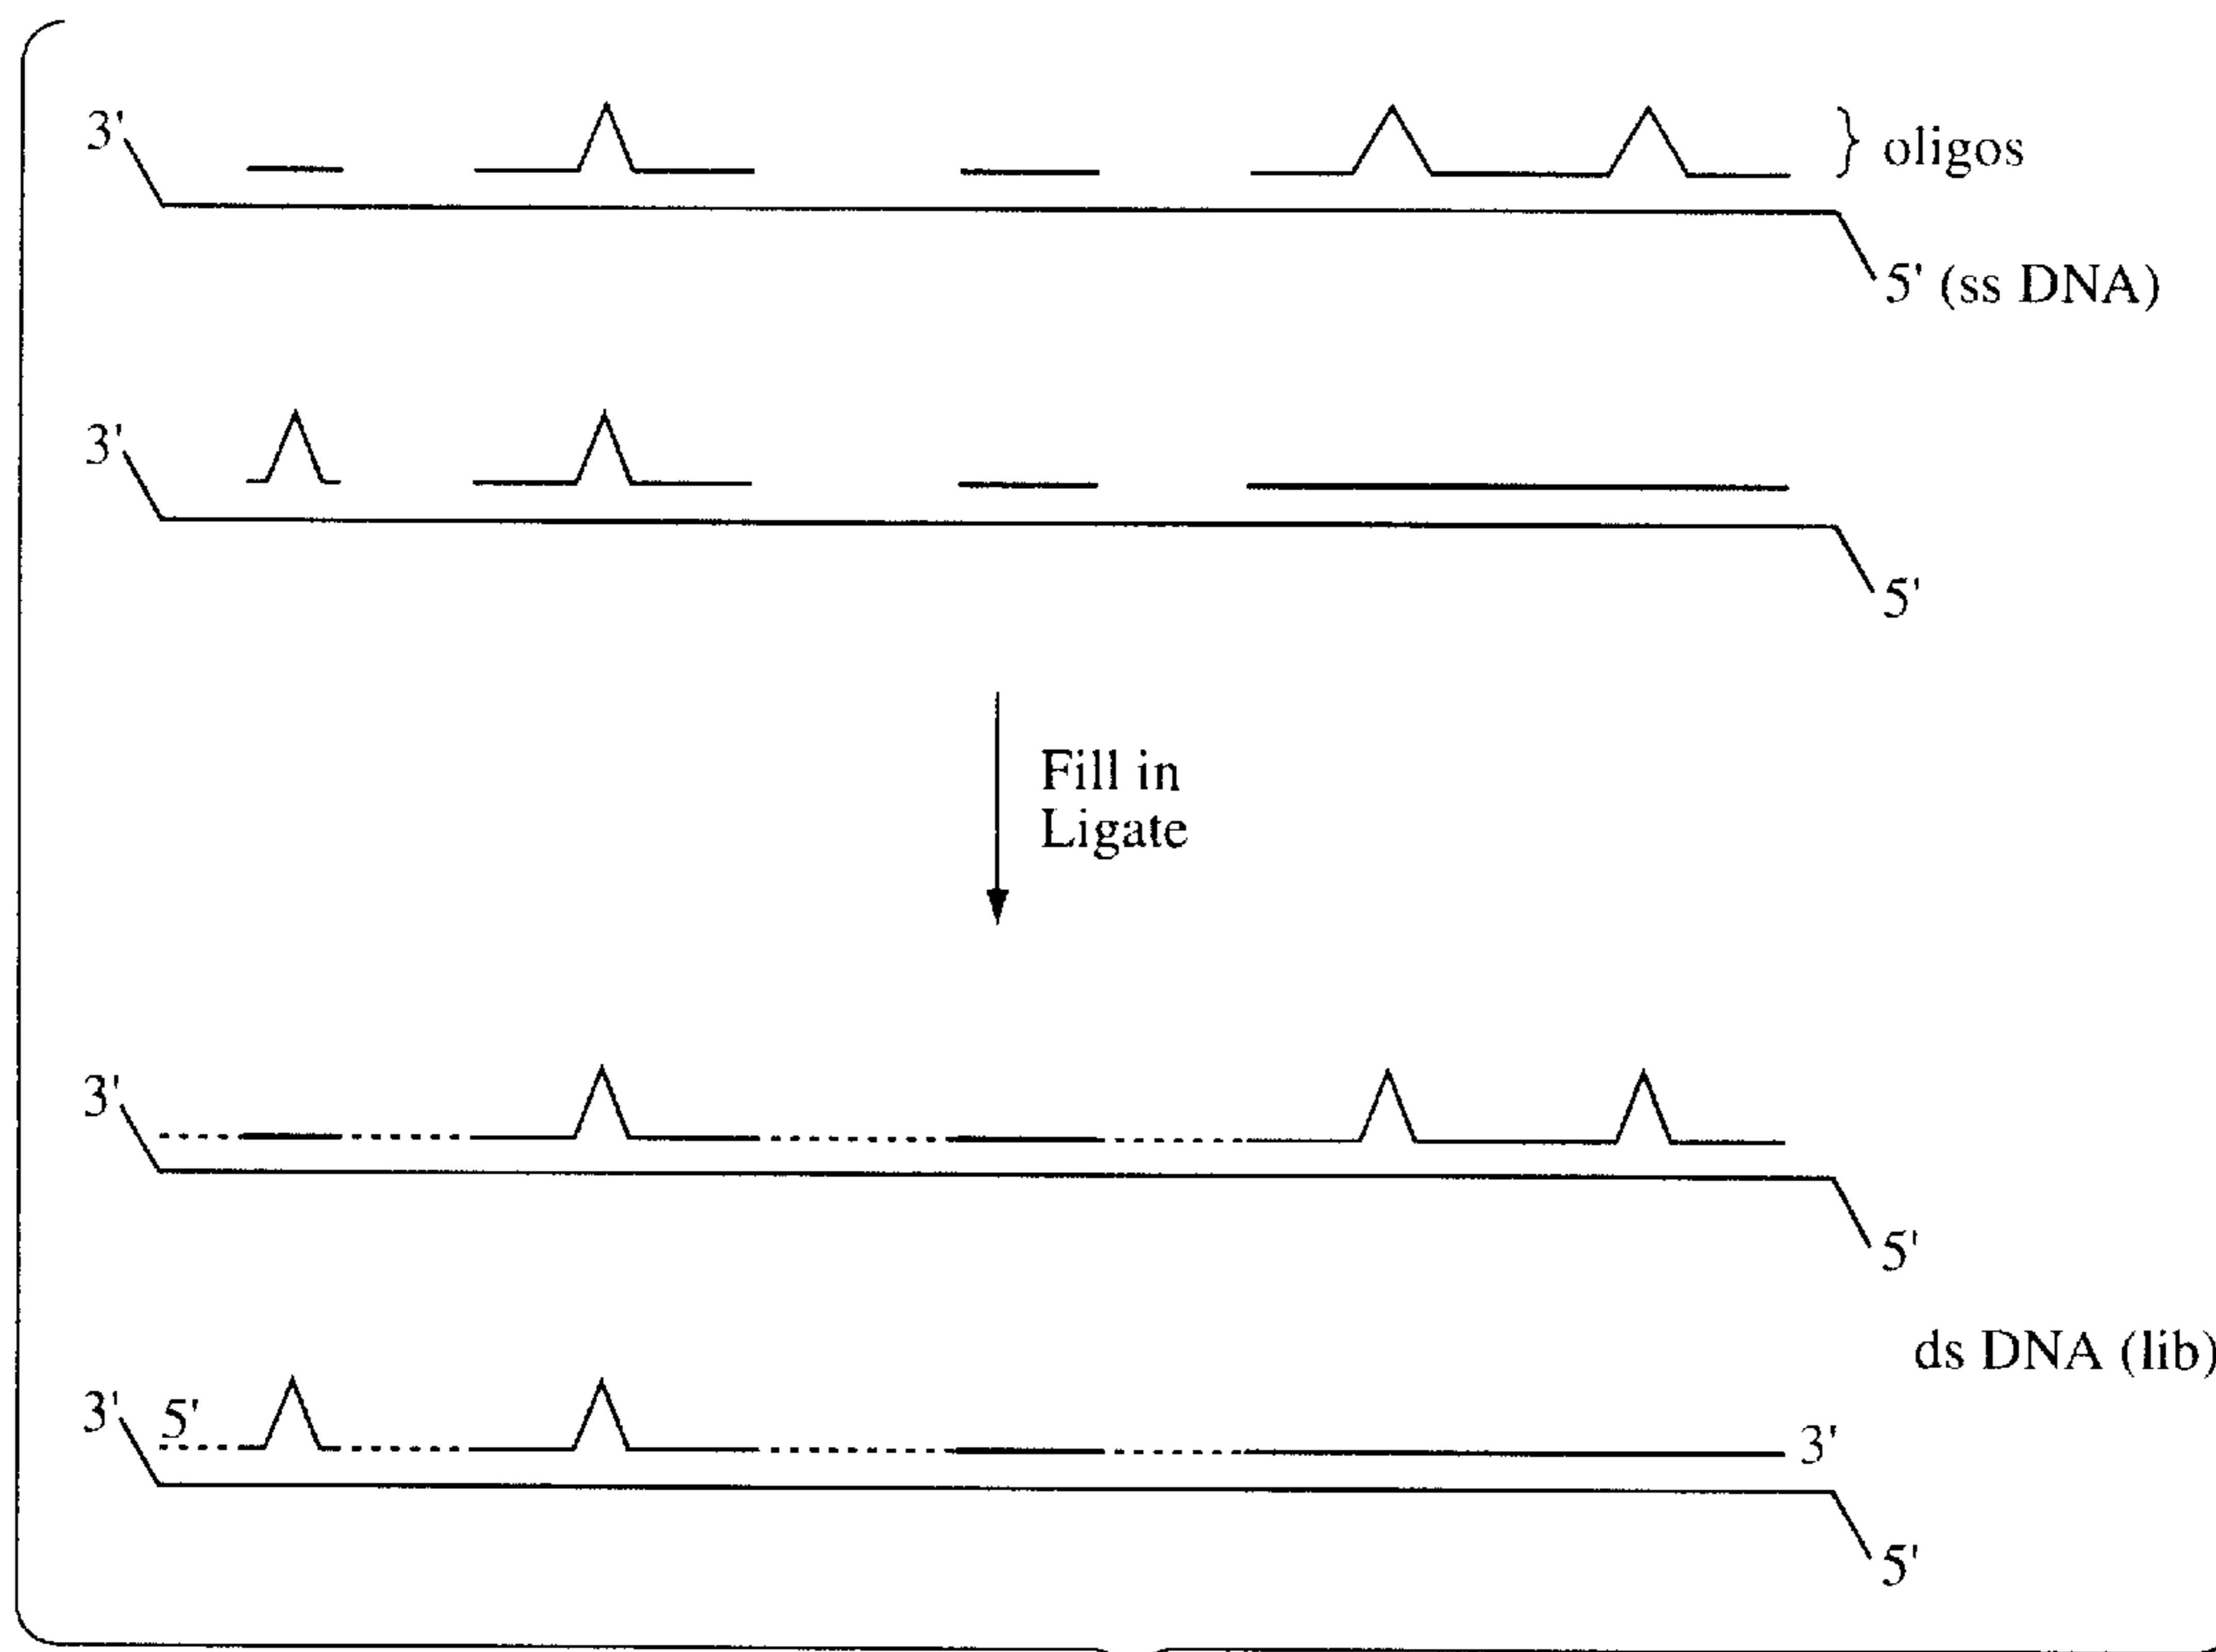 3'
oligos
5' (ss DNA)
3'
5'
Fill in
Ligate
3'
5'
ds DNA (lib)
3' 5'
3'
5'